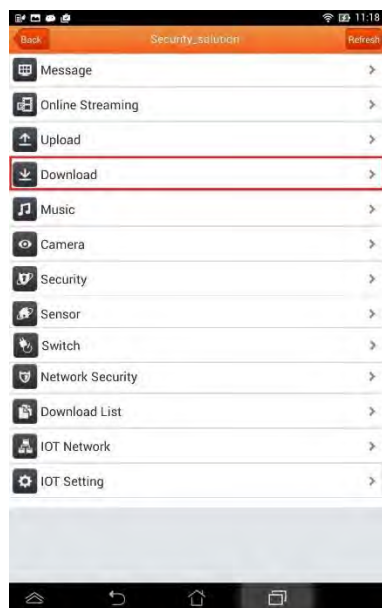 11:18
Back Security_solution Refresh
Message
Online Streaming
Upload
Download
Music
Camera
Security
Sensor
Switch
Network Security
Download List
IOT Network
IOT Setting